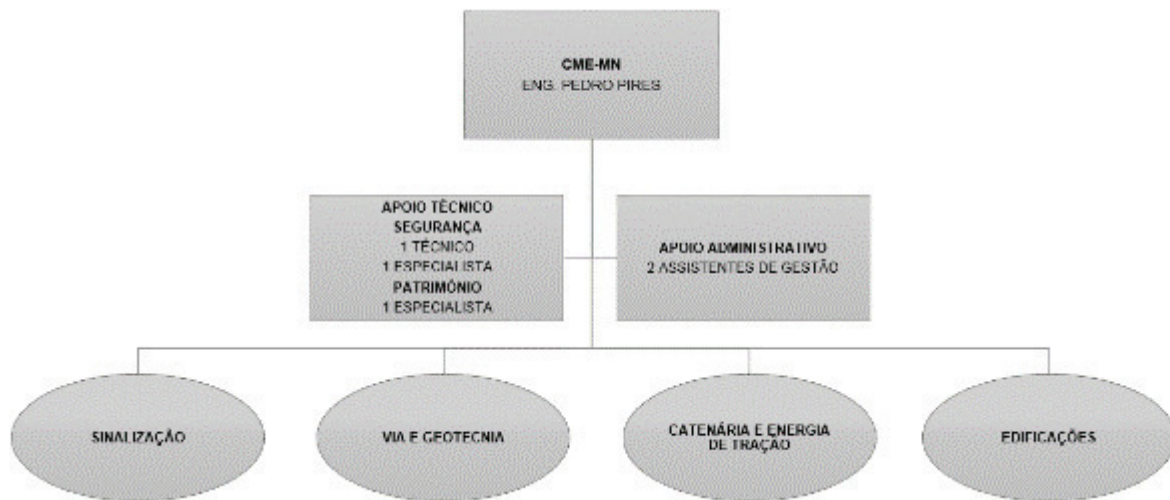 CME-MN
ENG. PEDRO PIRES
APOIO TÉCNICO
SEGURANÇA
1 TÉCNICO
1 ESPECIALISTA
PATRIMÓNIO
1 ESPECIALISTA
APOIO ADMINISTRATIVO
2 ASSISTENTES DE GESTÃO
SINALIZAÇÃO
VIA E GEOTECNIA
CATENÁRIA E ENERGIA
DE TRAÇÃO
EDIFICAÇÕES